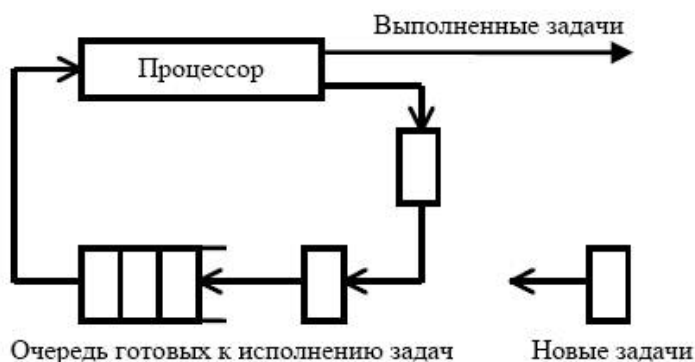 Выполненные задачи
Процессор
Очередь готовых к исполнению задач
Новые задачи